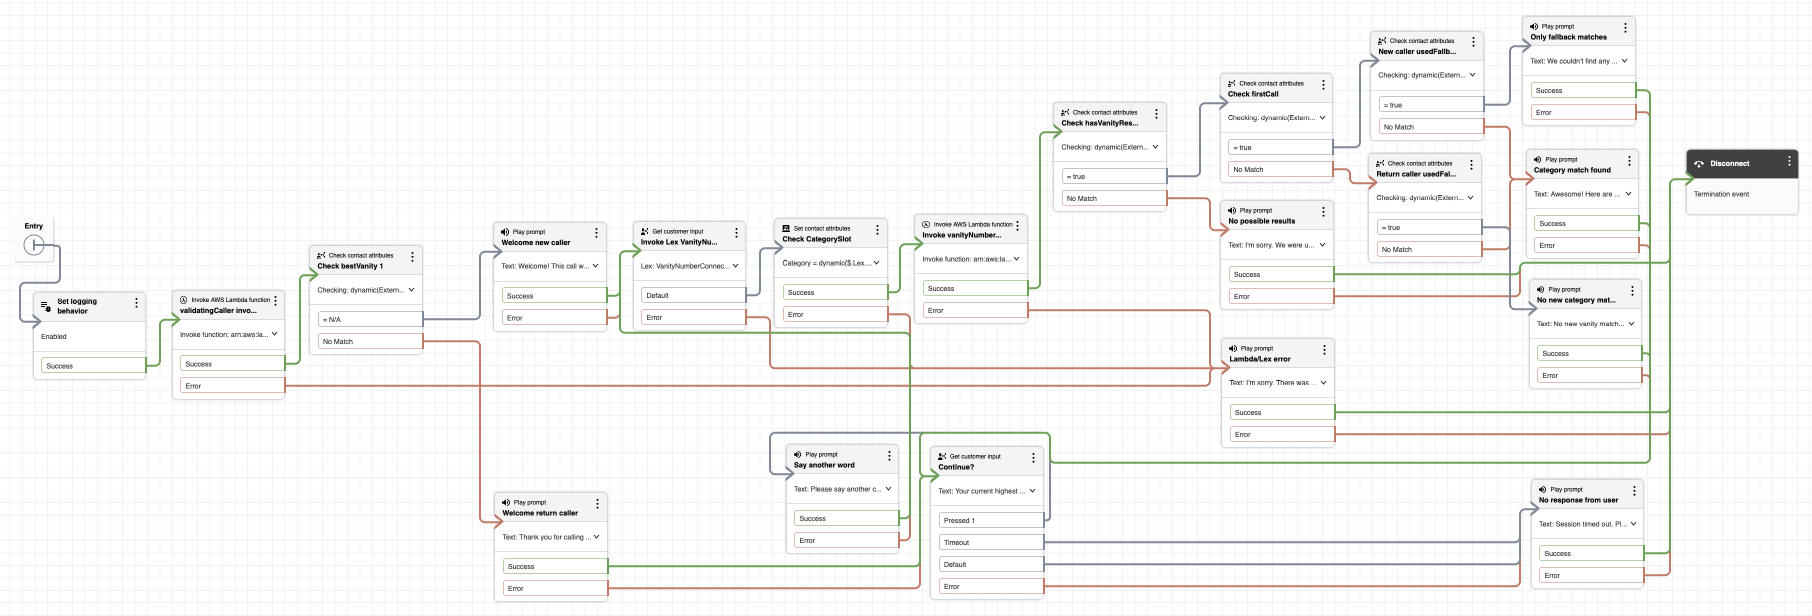 Entry
Set logging
behavior
Enabled
Success
Invoke AWS Lambda function
validatingCaller invo...
Invoke function: arn:aws:la...
Success
Error
Check contact attributes
Check bestVanity 1
Checking: dynamic(Extern...
= N/A
No Match
Play prompt
Welcome new caller
Text: Welcome! This call w...
Success
Error
Get customer input
Invoke Lex VanityNu...
Lex: VanityNumberConnec...
Default
Error
Set contact attributes
Check CategorySlot
Category = dynamic($.Lex....
Success
Error
Invoke AWS Lambda function
Invoke vanityNumber...
Invoke function: arn:aws:la...
Success
Error
Check contact attributes
Check hasVanityRes...
Checking: dynamic(Extern...
= true
No Match
Check contact attributes
Check firstCall
Checking: dynamic(Extern...
= true
No Match
Check contact attributes
New caller usedFallb...
Checking: dynamic(Extern...
= true
No Match
Play prompt
Only fallback matches
Text: We couldn't find any ...
Success
Error
Check contact attributes
Return caller usedFal...
Checking: dynamic(Extern...
= true
No Match
Play prompt
Category match found
Text: Awesome! Here are ...
Success
Error
Disconnect
Termination event
Play prompt
No possible results
Text: I'm sorry. We were u...
Success
Error
Play prompt
No new category mat...
Text: No new vanity match...
Success
Error
Play prompt
Lambda/Lex error
Text: I'm sorry. There was ...
Success
Error
Play prompt
Say another word
Text: Please say another c...
Success
Error
Get customer input
Continue?
Text: Your current highest ...
Pressed 1
Timeout
Default
Error
Play prompt
Welcome return caller
Text: Thank you for calling ...
Success
Error
Play prompt
No response from user
Text: Session timed out. Pl...
Success
Error